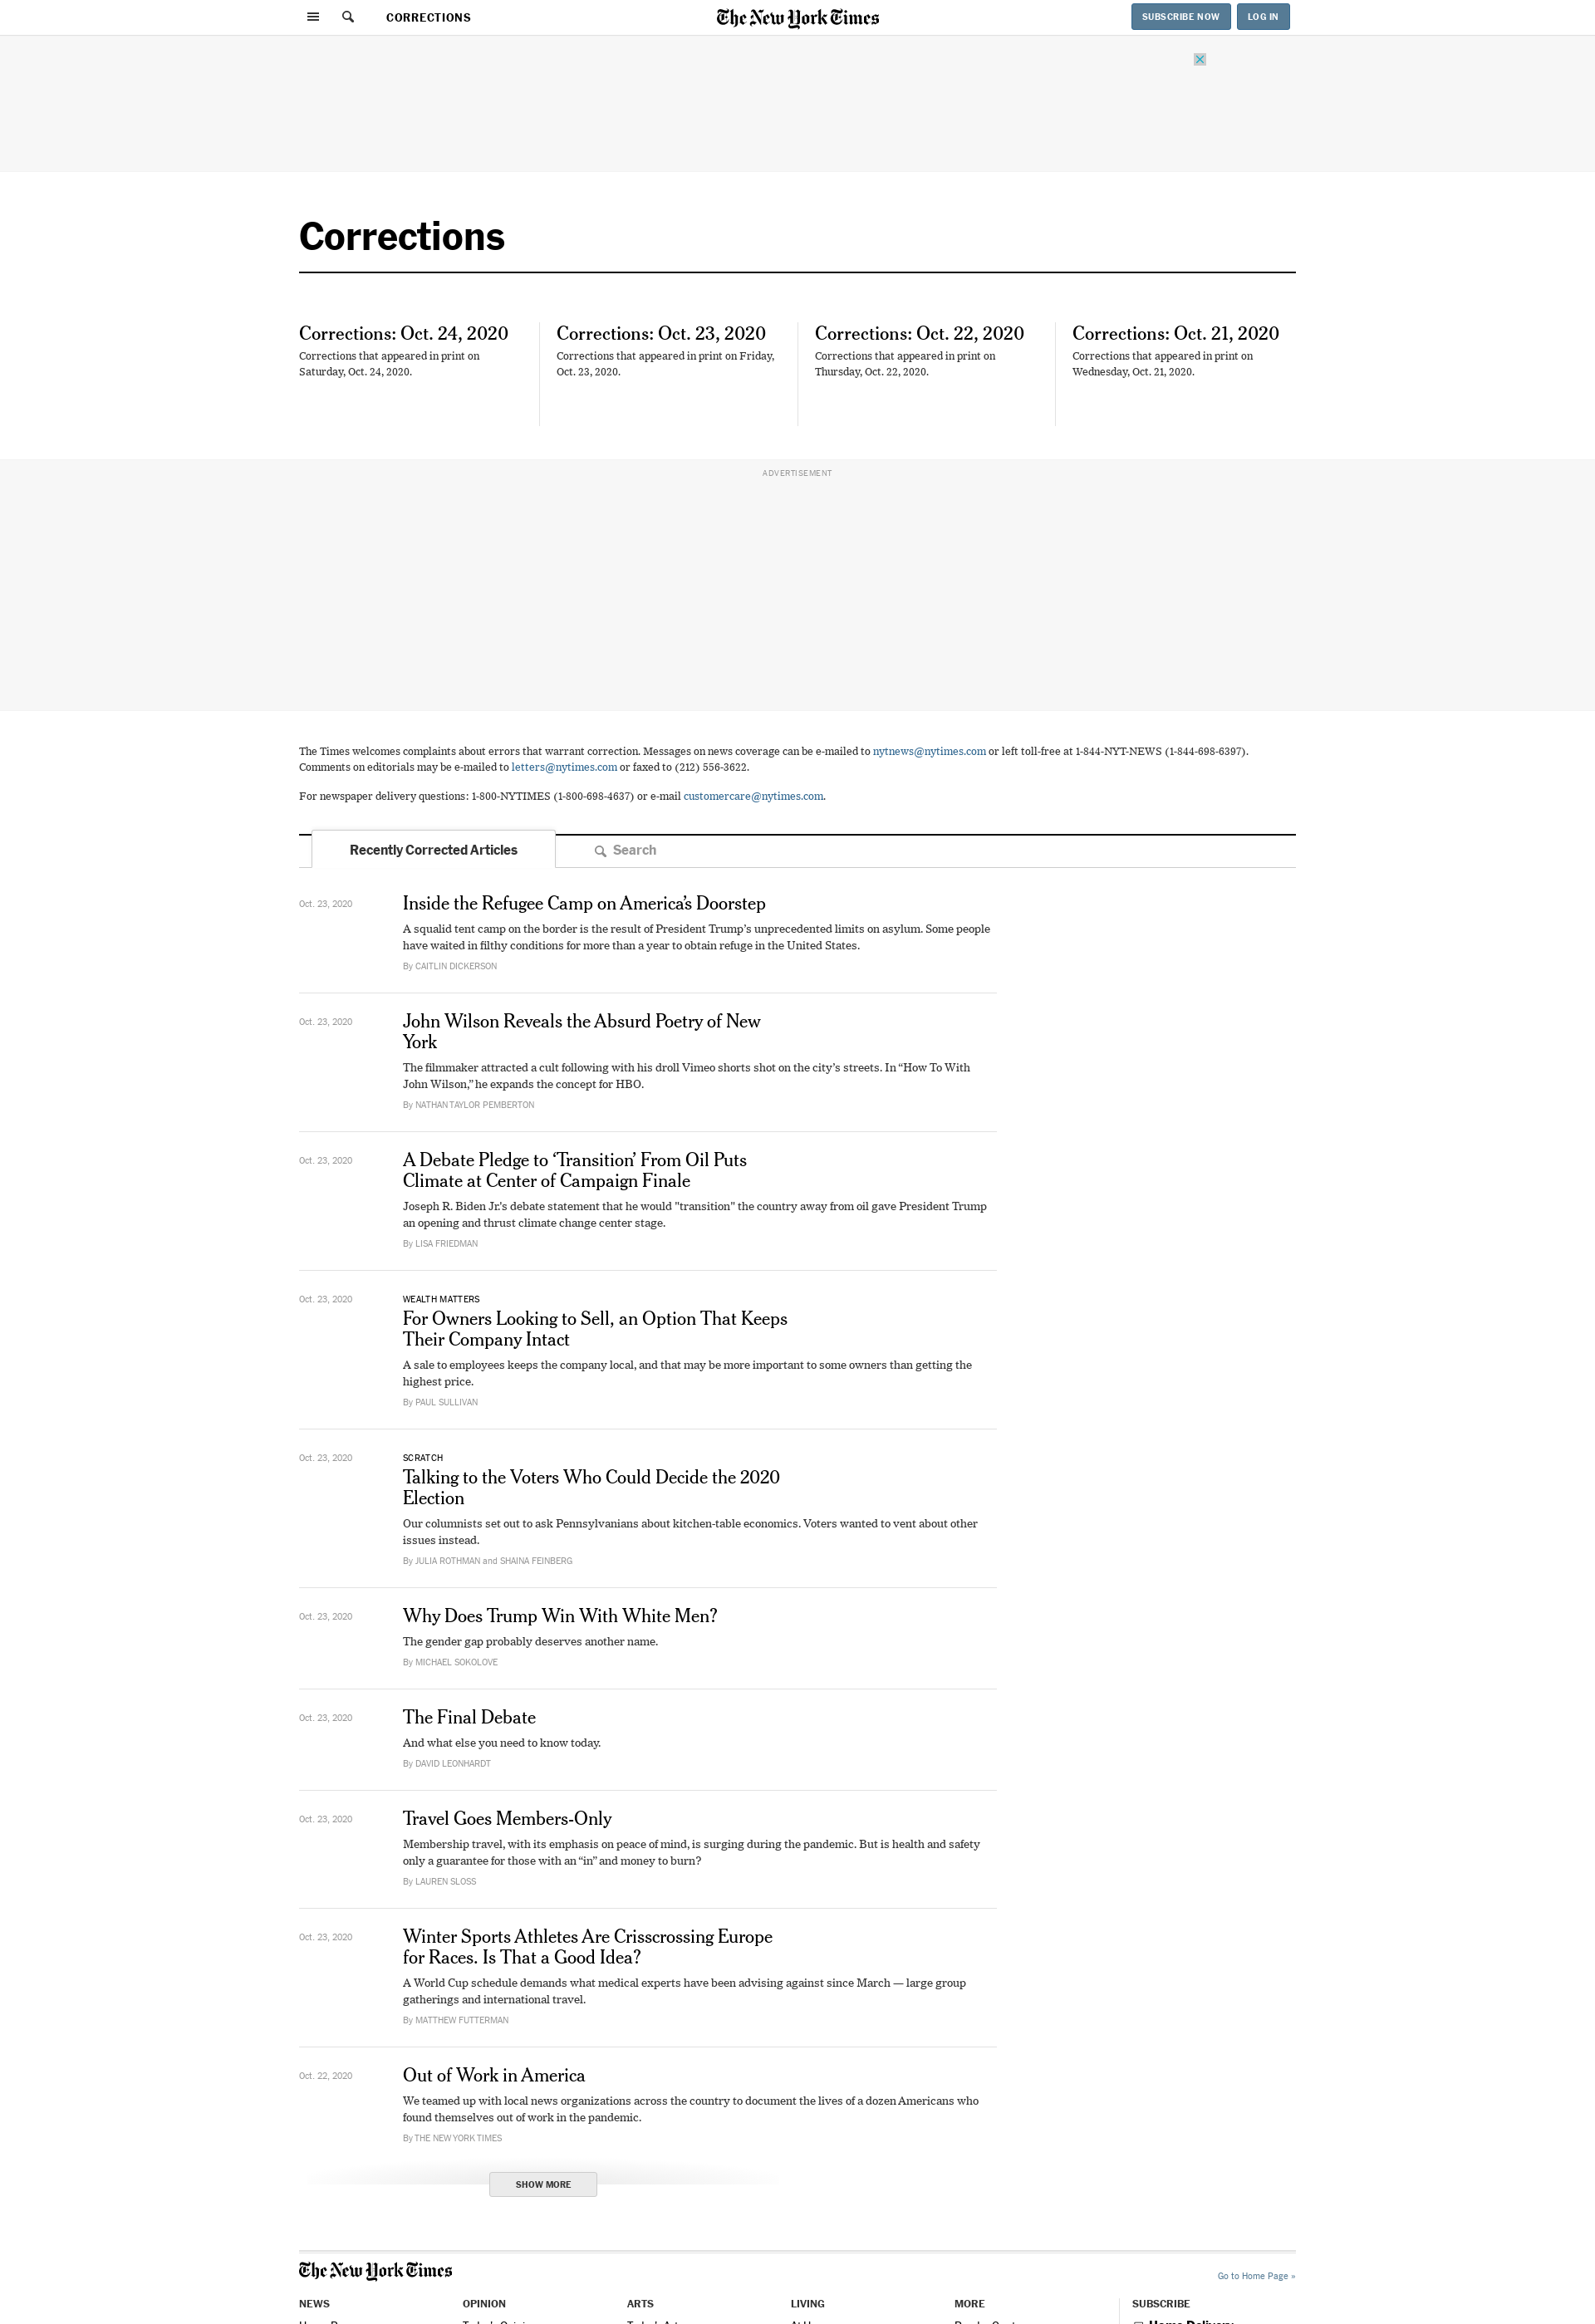 CORRECTIONS
The New York Times
SUBSCRIBE NOW
LOG IN
Corrections
Corrections: Oct. 24, 2020
Corrections that appeared in print on
Saturday, Oct. 24, 2020.
Corrections: Oct. 23, 2020
Corrections that appeared in print on Friday,
Oct. 23, 2020.
Corrections: Oct. 22, 2020
Corrections that appeared in print on
Thursday, Oct. 22, 2020.
Corrections: Oct. 21, 2020
Corrections that appeared in print on
Wednesday, Oct. 21, 2020.
ADVERTISEMENT
The Times welcomes complaints about errors that warrant correction. Messages on news coverage can be e-mailed to nytnews@nytimes.com or left toll-free at 1-844-NYT-NEWS (1-844-698-6397).
Comments on editorials may be e-mailed to letters@nytimes.com or faxed to (212) 556-3622.
For newspaper delivery questions: 1-800-NYTIMES (1-800-698-4637) or e-mail customercare@nytimes.com.
Recently Corrected Articles
Search
Oct. 23, 2020
Inside the Refugee Camp on America’s Doorstep
A squalid tent camp on the border is the result of President Trump’s unprecedented limits on asylum. Some people
have waited in filthy conditions for more than a year to obtain refuge in the United States.
By CAITLIN DICKERSON
Oct. 23, 2020
John Wilson Reveals the Absurd Poetry of New
York
The filmmaker attracted a cult following with his droll Vimeo shorts shot on the city’s streets. In “How To With
John Wilson,” he expands the concept for HBO.
By NATHAN TAYLOR PEMBERTON
Oct. 23, 2020
A Debate Pledge to ‘Transition’ From Oil Puts
Climate at Center of Campaign Finale
Joseph R. Biden Jr.'s debate statement that he would "transition" the country away from oil gave President Trump
an opening and thrust climate change center stage.
By LISA FRIEDMAN
Oct. 23, 2020
WEALTH MATTERS
For Owners Looking to Sell, an Option That Keeps
Their Company Intact
A sale to employees keeps the company local, and that may be more important to some owners than getting the
highest price.
By PAUL SULLIVAN
Oct. 23, 2020
SCRATCH
Talking to the Voters Who Could Decide the 2020
Election
Our columnists set out to ask Pennsylvanians about kitchen-table economics. Voters wanted to vent about other
issues instead.
By JULIA ROTHMAN and SHAINA FEINBERG
Oct. 23, 2020
Why Does Trump Win With White Men?
The gender gap probably deserves another name.
By MICHAEL SOKOLOVE
Oct. 23, 2020
The Final Debate
And what else you need to know today.
By DAVID LEONHARDT
Oct. 23, 2020
Travel Goes Members-Only
Membership travel, with its emphasis on peace of mind, is surging during the pandemic. But is health and safety
only a guarantee for those with an “in” and money to burn?
By LAUREN SLOSS
Oct. 23, 2020
Winter Sports Athletes Are Crisscrossing Europe
for Races. Is That a Good Idea?
A World Cup schedule demands what medical experts have been advising against since March — large group
gatherings and international travel.
By MATTHEW FUTTERMAN
Oct. 22, 2020
Out of Work in America
We teamed up with local news organizations across the country to document the lives of a dozen Americans who
found themselves out of work in the pandemic.
By THE NEW YORK TIMES
SHOW MORE
The New York Times
Go to Home Page »
NEWS
OPINION
ARTS
LIVING
MORE
SUBSCRIBE
Home Delivery